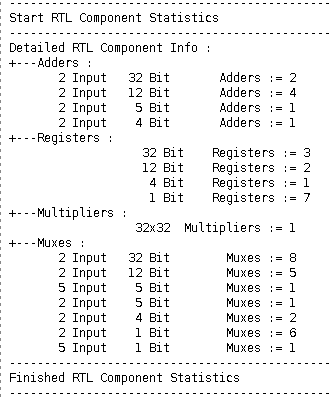 ---------------------------------------------------------------------------------
Start RTL Component Statistics
---------------------------------------------------------------------------------
Detailed RTL Component Info :
+---Adders :
2 Input 32 Bit Adders := 2
2 Input 12 Bit Adders := 4
2 Input 5 Bit Adders := 1
2 Input 4 Bit Adders := 1
+---Registers :
32 Bit Registers := 3
12 Bit Registers := 2
4 Bit Registers := 1
1 Bit Registers := 7
+---Multipliers :
32x32 Multipliers := 1
+---Muxes :
2 Input 32 Bit Muxes := 8
2 Input 12 Bit Muxes := 5
5 Input 5 Bit Muxes := 1
2 Input 5 Bit Muxes := 1
2 Input 4 Bit Muxes := 2
2 Input 1 Bit Muxes := 6
5 Input 1 Bit Muxes := 1
---------------------------------------------------------------------------------
Finished RTL Component Statistics
---------------------------------------------------------------------------------